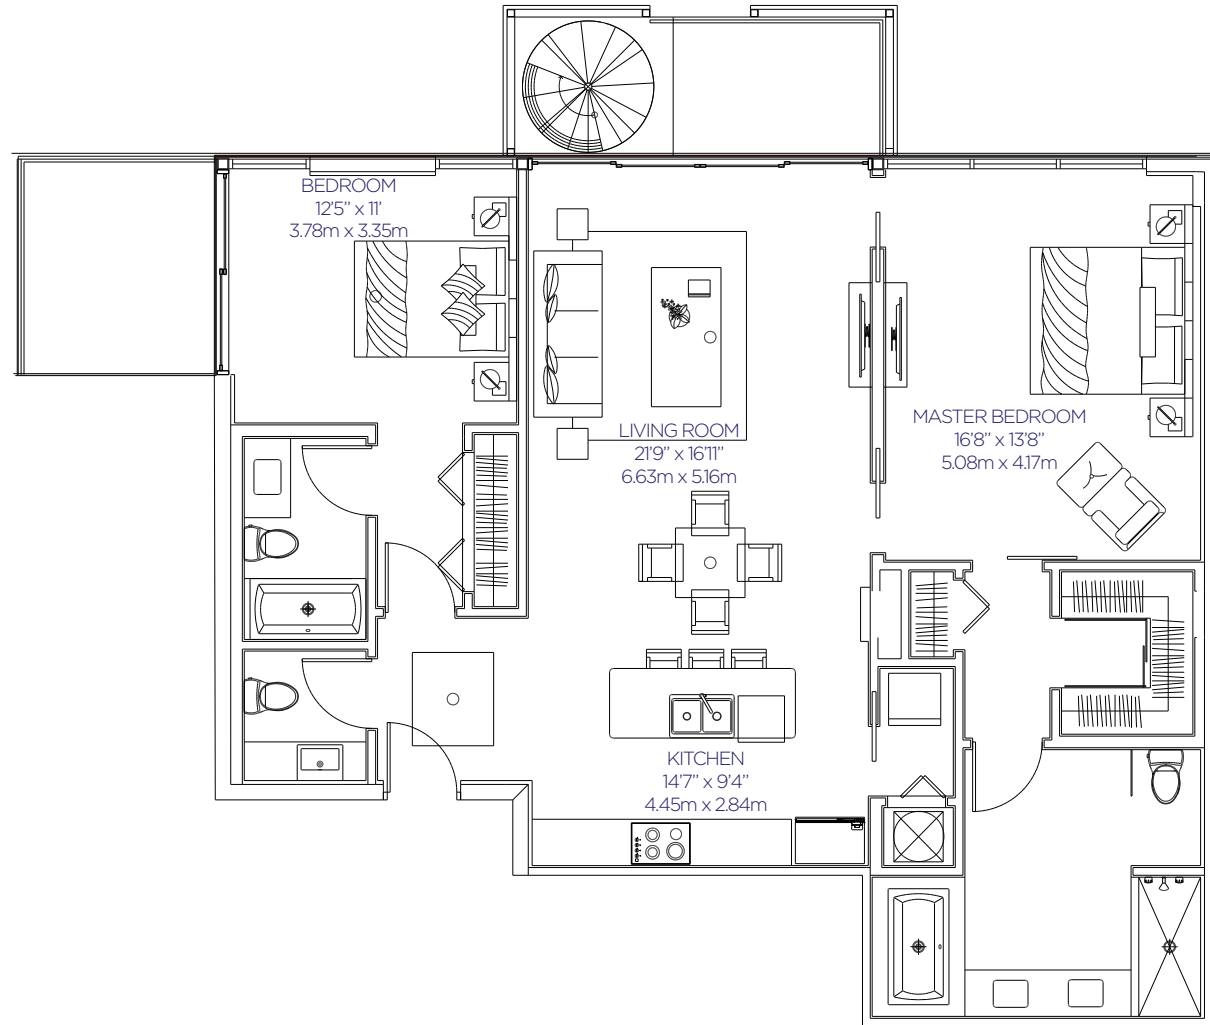 BEDROOM
12'5” x 11'
3.78m x 3.35m
LIVING ROOM
21'9” x 16'11”
6.63m x 5.16m
MASTER BEDROOM
16'8” x 13'8”
5.08m x 4.17m
KITCHEN
14'7” x 9'4”
4.45m x 2.84m